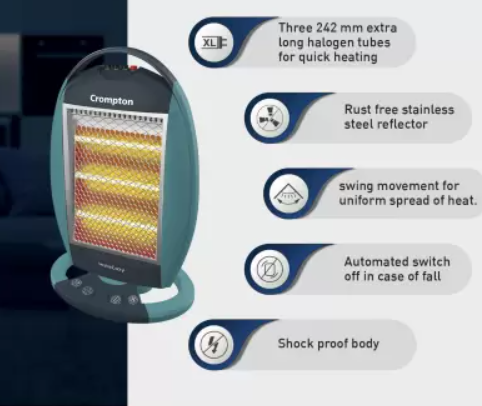 Crompton
XL
Three 242 mm extra
long halogen tubes
for quick heating
Rust free stainless
steel reflector
swing movement for
uniform spread of heat.
Automated switch
off in case of fall
Shock proof body